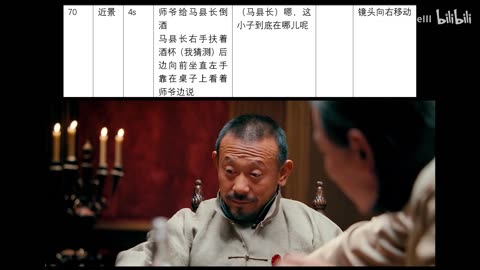 elll bilibili
70 近景 4s 师爷给马县长倒 （马县长）嗯，这 镜头向右移动
酒 小子到底在哪儿呢
马县长右手扶着
酒杯（我猜测）后
边向前坐直左手
靠在桌子上看着
师爷边说